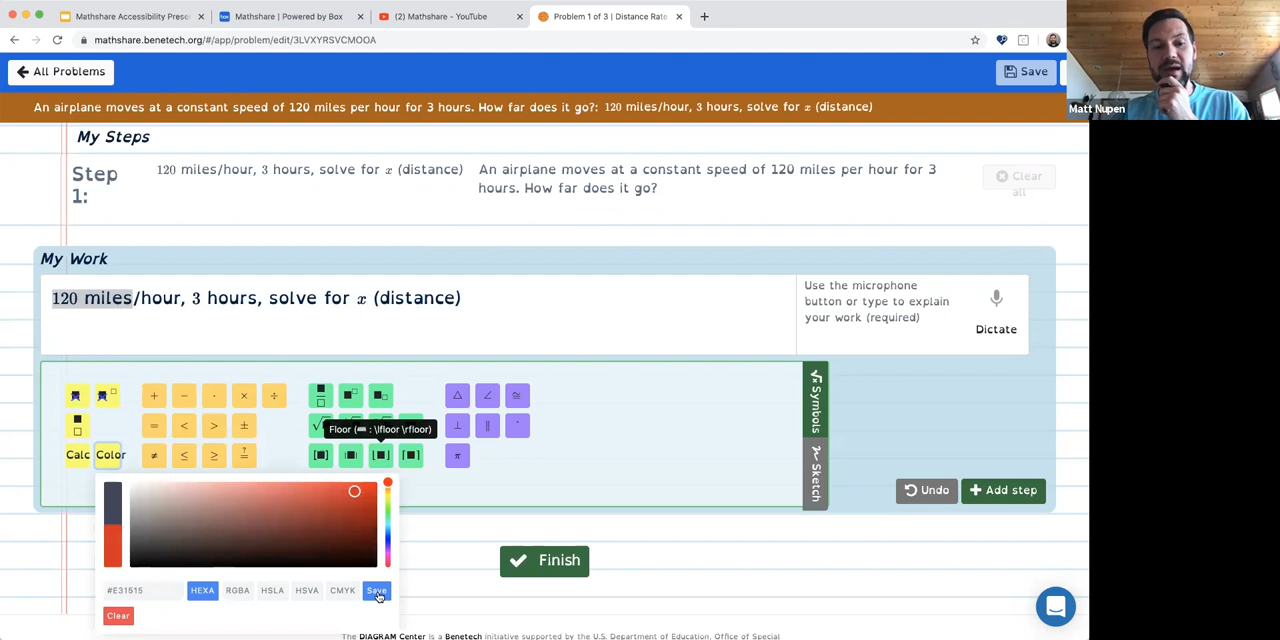 Mathshare Accessibility Prese
Mathshare | Powered by Box
(2) Mathshare - YouTube
Problem 1 of 3 | Distance Rate
mathshare.benetech.org/#/app/problem/edit/3LVXYRSVCMOOA
All Problems
Save
An airplane moves at a constant speed of 120 miles per hour for 3 hours. How far does it go?: 120 miles/hour, 3 hours, solve for x (distance)
Matt Nupen
My Steps
Step 1:
120 miles/hour, 3 hours, solve for x (distance)
An airplane moves at a constant speed of 120 miles per hour for 3
hours. How far does it go?
Clear all
My Work
120 miles/hour, 3 hours, solve for x (distance)
Use the microphone
button or type to explain
your work (required)
Dictate
+ − · × ÷
△ ∠ ≅
= < > ±
Floor (⌨ : \lfloor \rfloor)
⊥ ∥ °
Calc Color
≠ ≤ ≥ ≟
π
Symbols
Sketch
Undo
Add step
#E31515
HEXA RGBA HSLA HSVA CMYK Save
Clear
Finish
The DIAGRAM Center is a Benetech initiative supported by the U.S. Department of Education, Office of Special